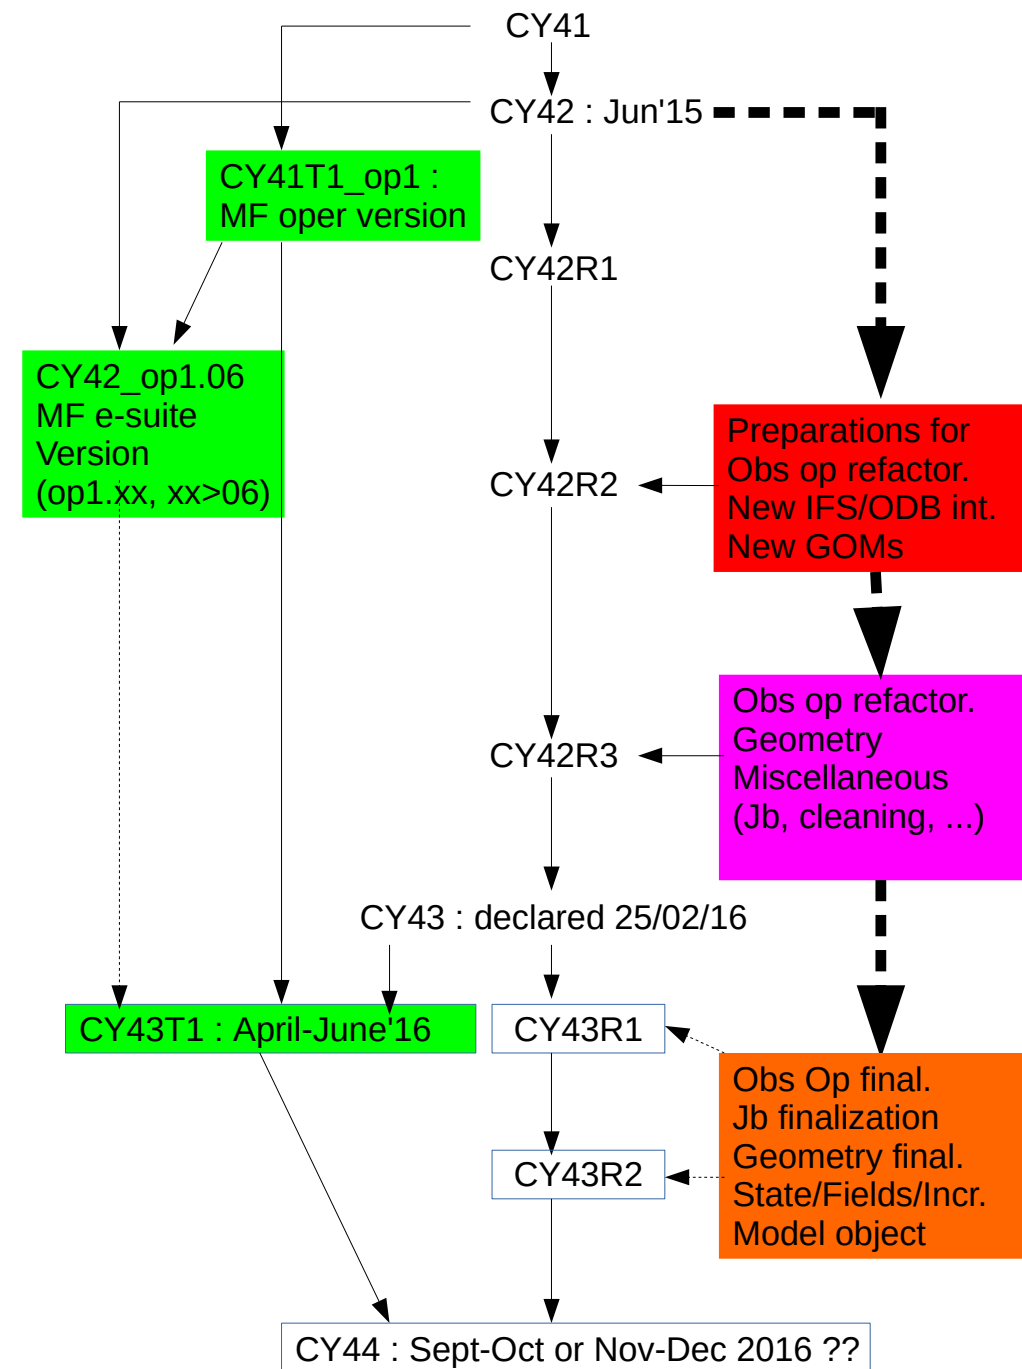 CY41
CY42 : Jun'15
CY41T1_op1 :
MF oper version
CY42R1
CY42_op1.06
MF e-suite
Version
(op1.xx, xx>06)
CY42R2
Preparations for
Obs op refactor.
New IFS/ODB int.
New GOMs
CY42R3
Obs op refactor.
Geometry
Miscellaneous
(Jb, cleaning, ...)
CY43 : declared 25/02/16
CY43T1 : April-June'16
CY43R1
Obs Op final.
Jb finalization
Geometry final.
State/Fields/Incr.
Model object
CY43R2
CY44 : Sept-Oct or Nov-Dec 2016 ??